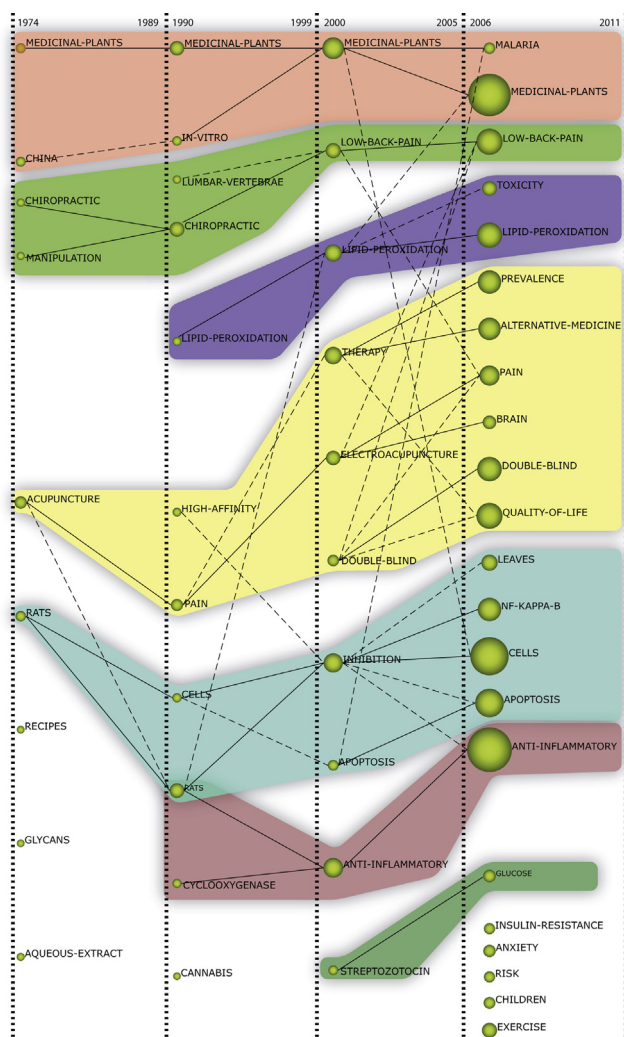 1974 1989 1990 1999 2000 2005 2006 2011
MEDICINAL-PLANTS MEDICINAL-PLANTS MEDICINAL-PLANTS MALARIA
MEDICINAL-PLANTS
IN-VITRO LOW-BACK-PAIN LOW-BACK-PAIN
CHINA
LUMBAR-VERTEBRAE TOXICITY
CHIROPRACTIC
CHIROPRACTIC LIPID-PEROXIDATION
MANIPULATION LIPID-PEROXIDATION
PREVALENCE
LIPID-PEROXIDATION ALTERNATIVE-MEDICINE
THERAPY
PAIN
BRAIN
ELECTROACUPUNCTURE
DOUBLE-BLIND
ACUPUNCTURE
HIGH-AFFINITY QUALITY-OF-LIFE
DOUBLE-BLIND LEAVES
PAIN NF-KAPPA-B
RATS
INHIBITION CELLS
CELLS APOPTOSIS
RECIPES
ANTI-INFLAMMATORY
APOPTOSIS
RATS
GLYCANS
ANTI-INFLAMMATORY
CYCLOOXYGENASE GLUCOSE
INSULIN-RESISTANCE
AQUEOUS-EXTRACT ANXIETY
CANNABIS STREPTOZOTOCIN RISK
CHILDREN
EXERCISE